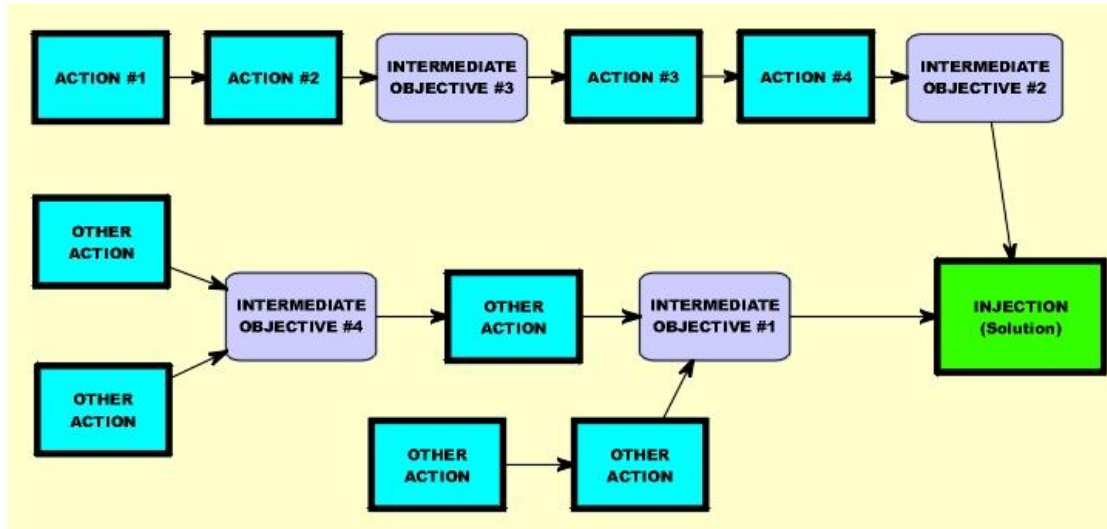 ACTION #1
ACTION #2
INTERMEDIATE
OBJECTIVE #3
ACTION #3
ACTION #4
INTERMEDIATE
OBJECTIVE #2
OTHER
ACTION
INTERMEDIATE
OBJECTIVE #4
OTHER
ACTION
INTERMEDIATE
OBJECTIVE #1
INJECTION
(Solution)
OTHER
ACTION
OTHER
ACTION
OTHER
ACTION